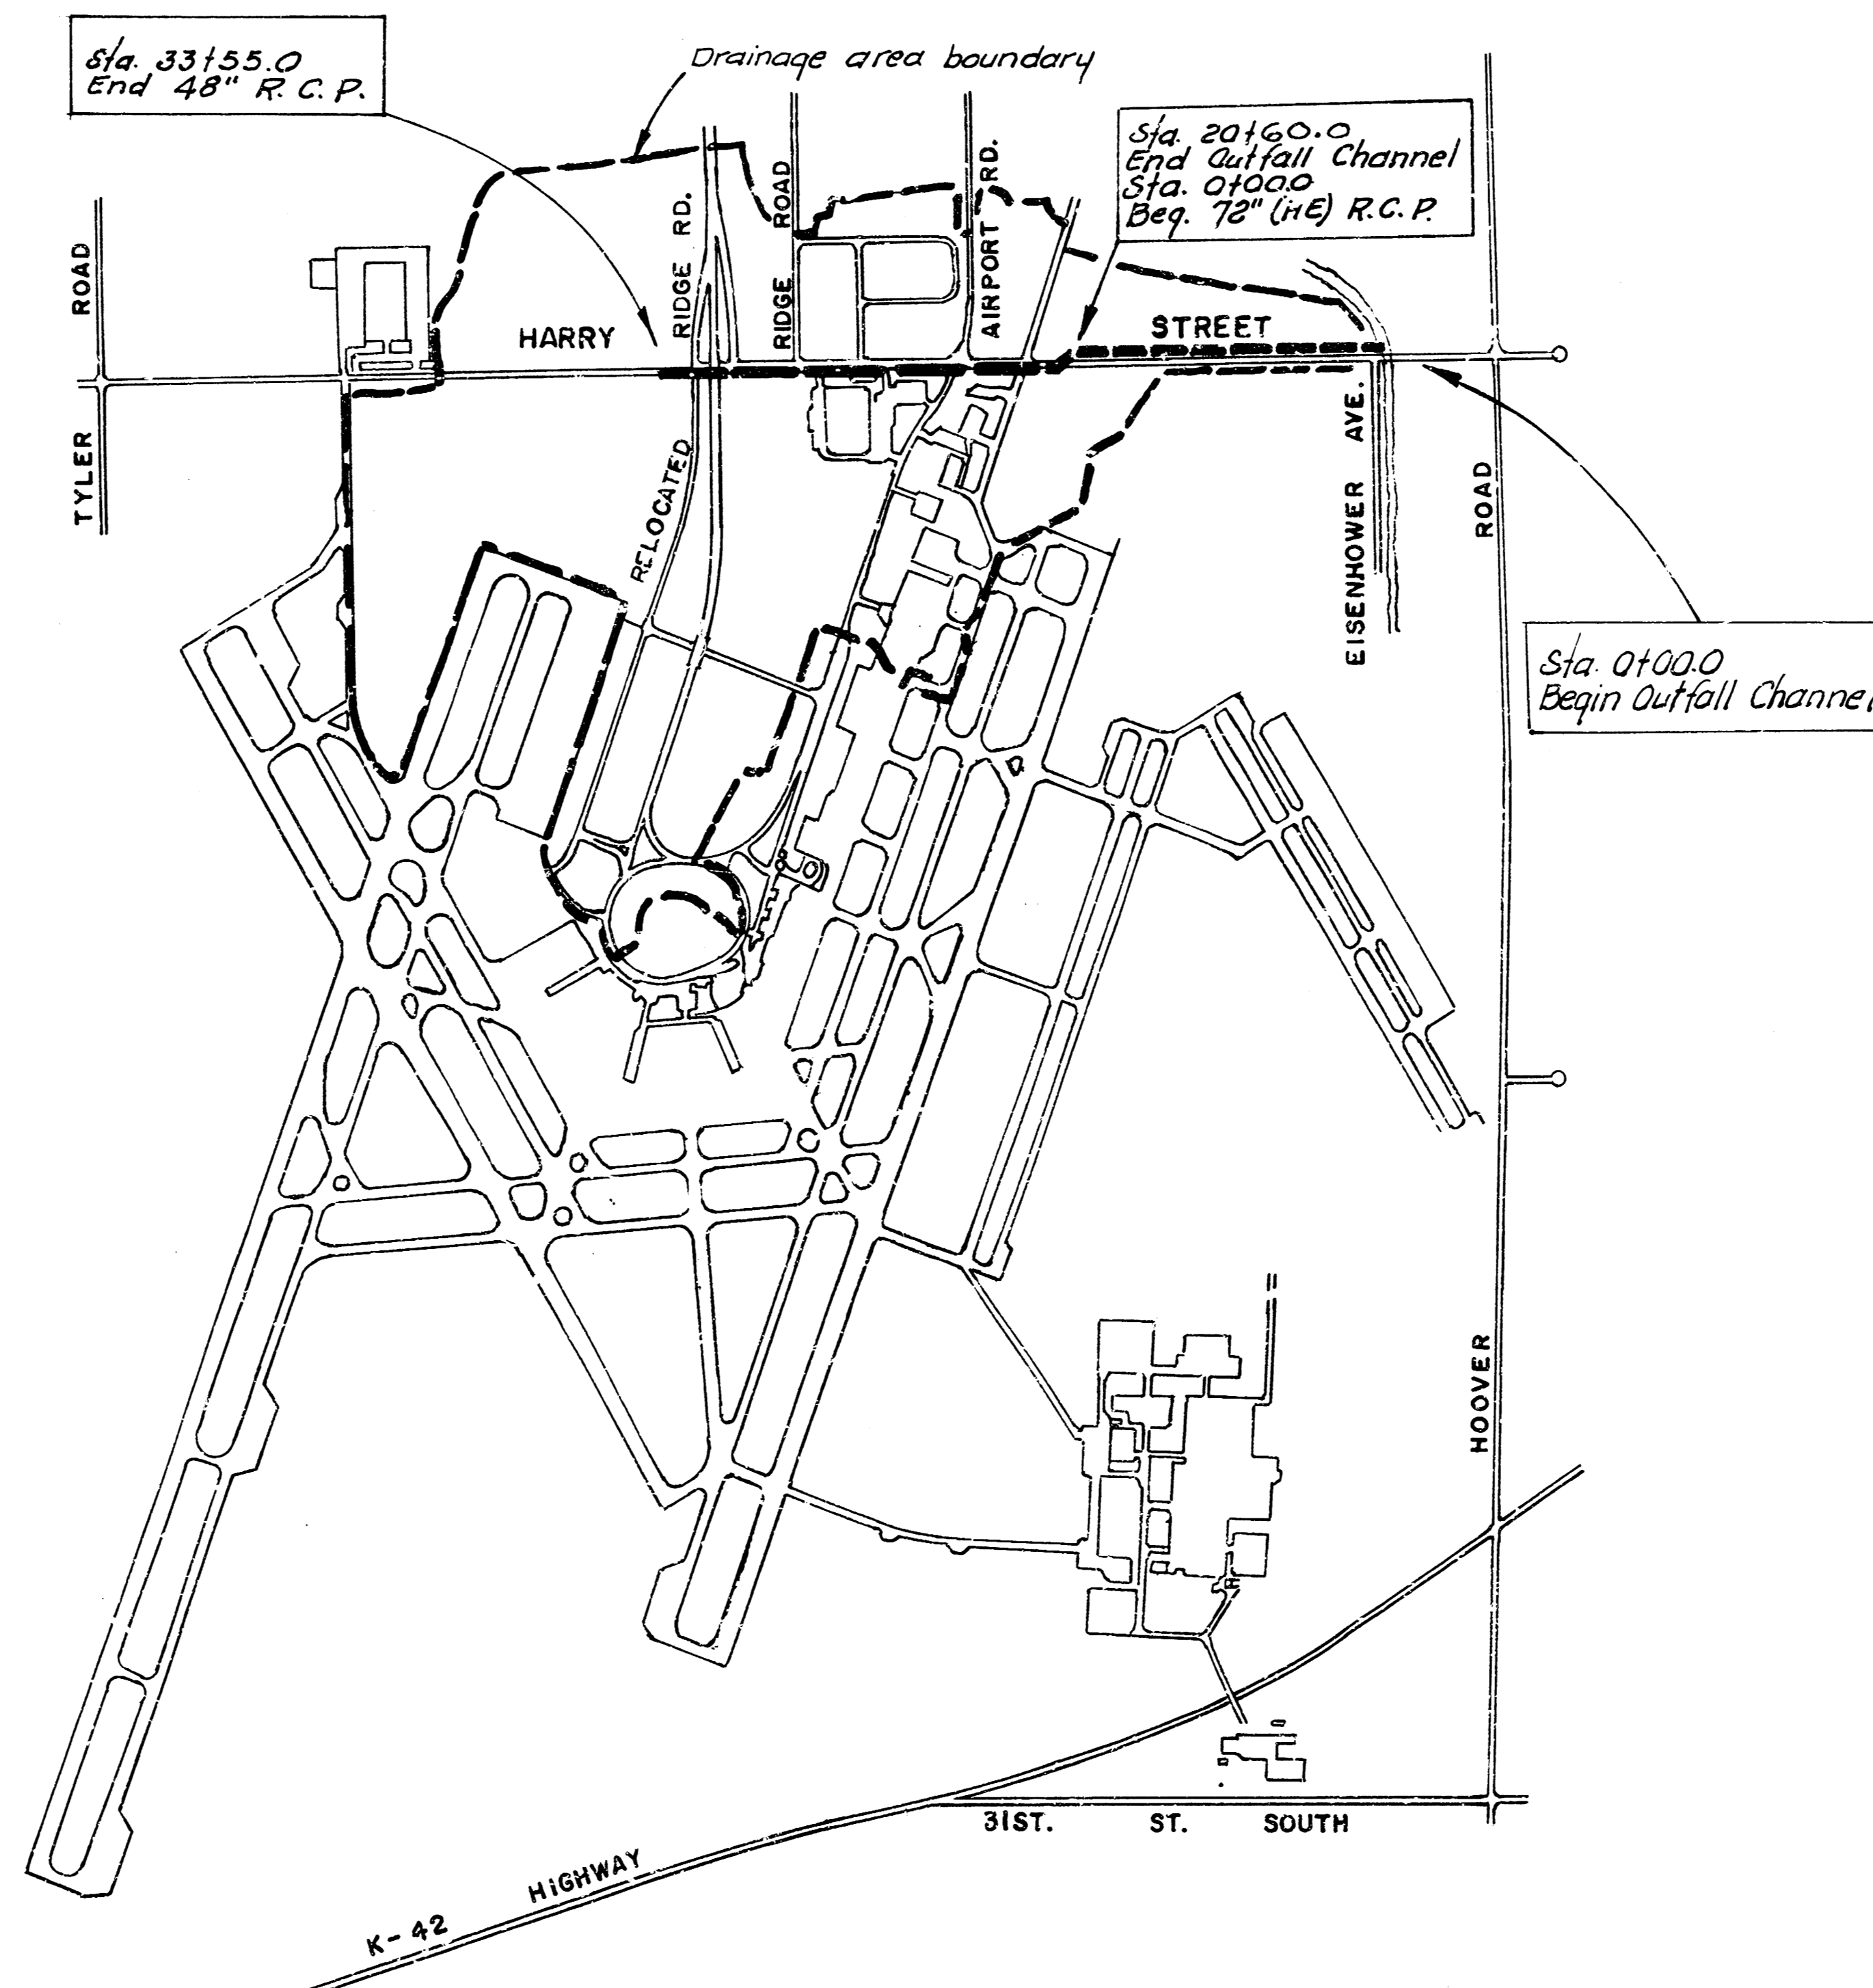 Sta. 33+55.0
End 48" R. C. P.
Drainage area boundary
Sta. 20+60.0
End Outfall Channel
Sta. 0+00.0
Beg. 72" (HE) R.C.P.
TYLER ROAD
HARRY STREET
RIDGE RD.
RIDGE ROAD
AIRPORT RD.
RELOCATED
EISENHOWER AVE.
HOOVER ROAD
Sta. 0+00.0
Begin Outfall Channel
31ST. ST. SOUTH
K-42 HIGHWAY